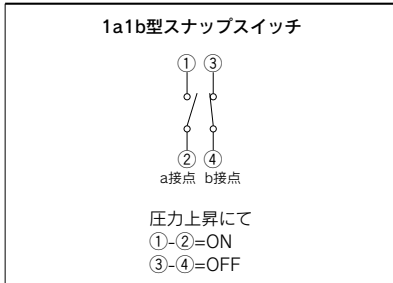 1a1b型スナップスイッチ
① ③
② ④
a接点 b接点
圧力上昇にて
①-②=ON
③-④=OFF